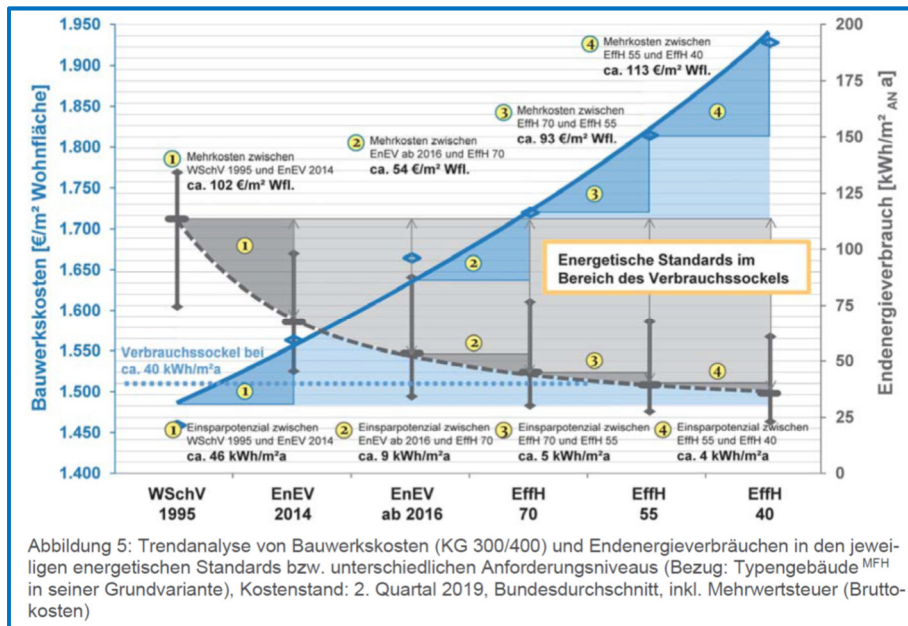 Bauwerkskosten [€/m² Wohnfläche]
1.950
1.900
1.850
1.800
1.750
1.700
1.650
1.600
1.550
1.500
1.450
1.400
4 Mehrkosten zwischen
EffH 55 und EffH 40
ca. 113 €/m² Wfl.
3 Mehrkosten zwischen
EffH 70 und EffH 55
ca. 93 €/m² Wfl.
2 Mehrkosten zwischen
EnEV ab 2016 und EffH 70
ca. 54 €/m² Wfl.
1 Mehrkosten zwischen
WSchV 1995 und EnEV 2014
ca. 102 €/m² Wfl.
4
3
2
1
Energetische Standards im
Bereich des Verbrauchssockels
2
3
4
1
Verbrauchssockel bei
ca. 40 kWh/m²a
1 Einsparpotenzial zwischen
WSchV 1995 und EnEV 2014
ca. 46 kWh/m²a
2 Einsparpotenzial zwischen
EnEV ab 2016 und EffH 70
ca. 9 kWh/m²a
3 Einsparpotenzial zwischen
EffH 70 und EffH 55
ca. 5 kWh/m²a
4 Einsparpotenzial zwischen
EffH 55 und EffH 40
ca. 4 kWh/m²a
200
175
150
125
100
75
50
25
0
Endenergieverbrauch [kWh/m² AN a]
WSchV
1995
EnEV
2014
EnEV
ab 2016
EffH
70
EffH
55
EffH
40
Abbildung 5: Trendanalyse von Bauwerkskosten (KG 300/400) und Endenergieverbräuchen in den jewei-
ligen energetischen Standards bzw. unterschiedlichen Anforderungsniveaus (Bezug: Typengebäude MFH
in seiner Grundvariante), Kostenstand: 2. Quartal 2019, Bundesdurchschnitt, inkl. Mehrwertsteuer (Brutto-
kosten)